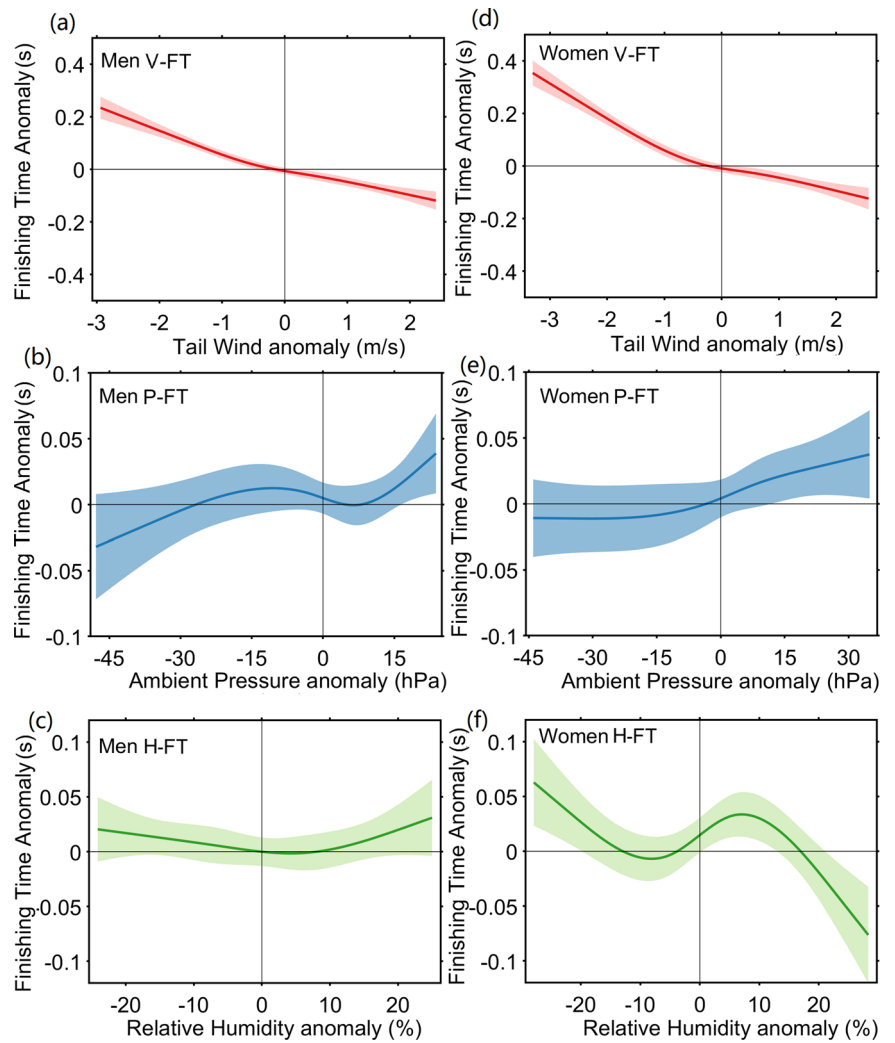 (a)
Men V-FT
Finishing Time Anomaly(s)
0.4
0.2
0
-0.2
-0.4
-3
-2
-1
0
1
2
Tail Wind anomaly (m/s)
(d)
Women V-FT
Finishing Time Anomaly(s)
0.4
0.2
0
-0.2
-0.4
-3
-2
-1
0
1
2
Tail Wind anomaly (m/s)
(b)
Men P-FT
Finishing Time Anomaly(s)
0.1
0.05
0
-0.05
-0.1
-45
-30
-15
0
15
Ambient Pressure anomaly (hPa)
(e)
Women P-FT
Finishing Time Anomaly(s)
0.1
0.05
0
-0.05
-0.1
-45
-30
-15
0
15
30
Ambient Pressure anomaly (hPa)
(c)
Men H-FT
Finishing Time Anomaly(s)
0.1
0.05
0
-0.05
-0.1
-20
-10
0
10
20
Relative Humidity anomaly (%)
(f)
Women H-FT
Finishing Time Anomaly(s)
0.1
0.05
0
-0.05
-0.1
-20
-10
0
10
20
Relative Humidity anomaly (%)